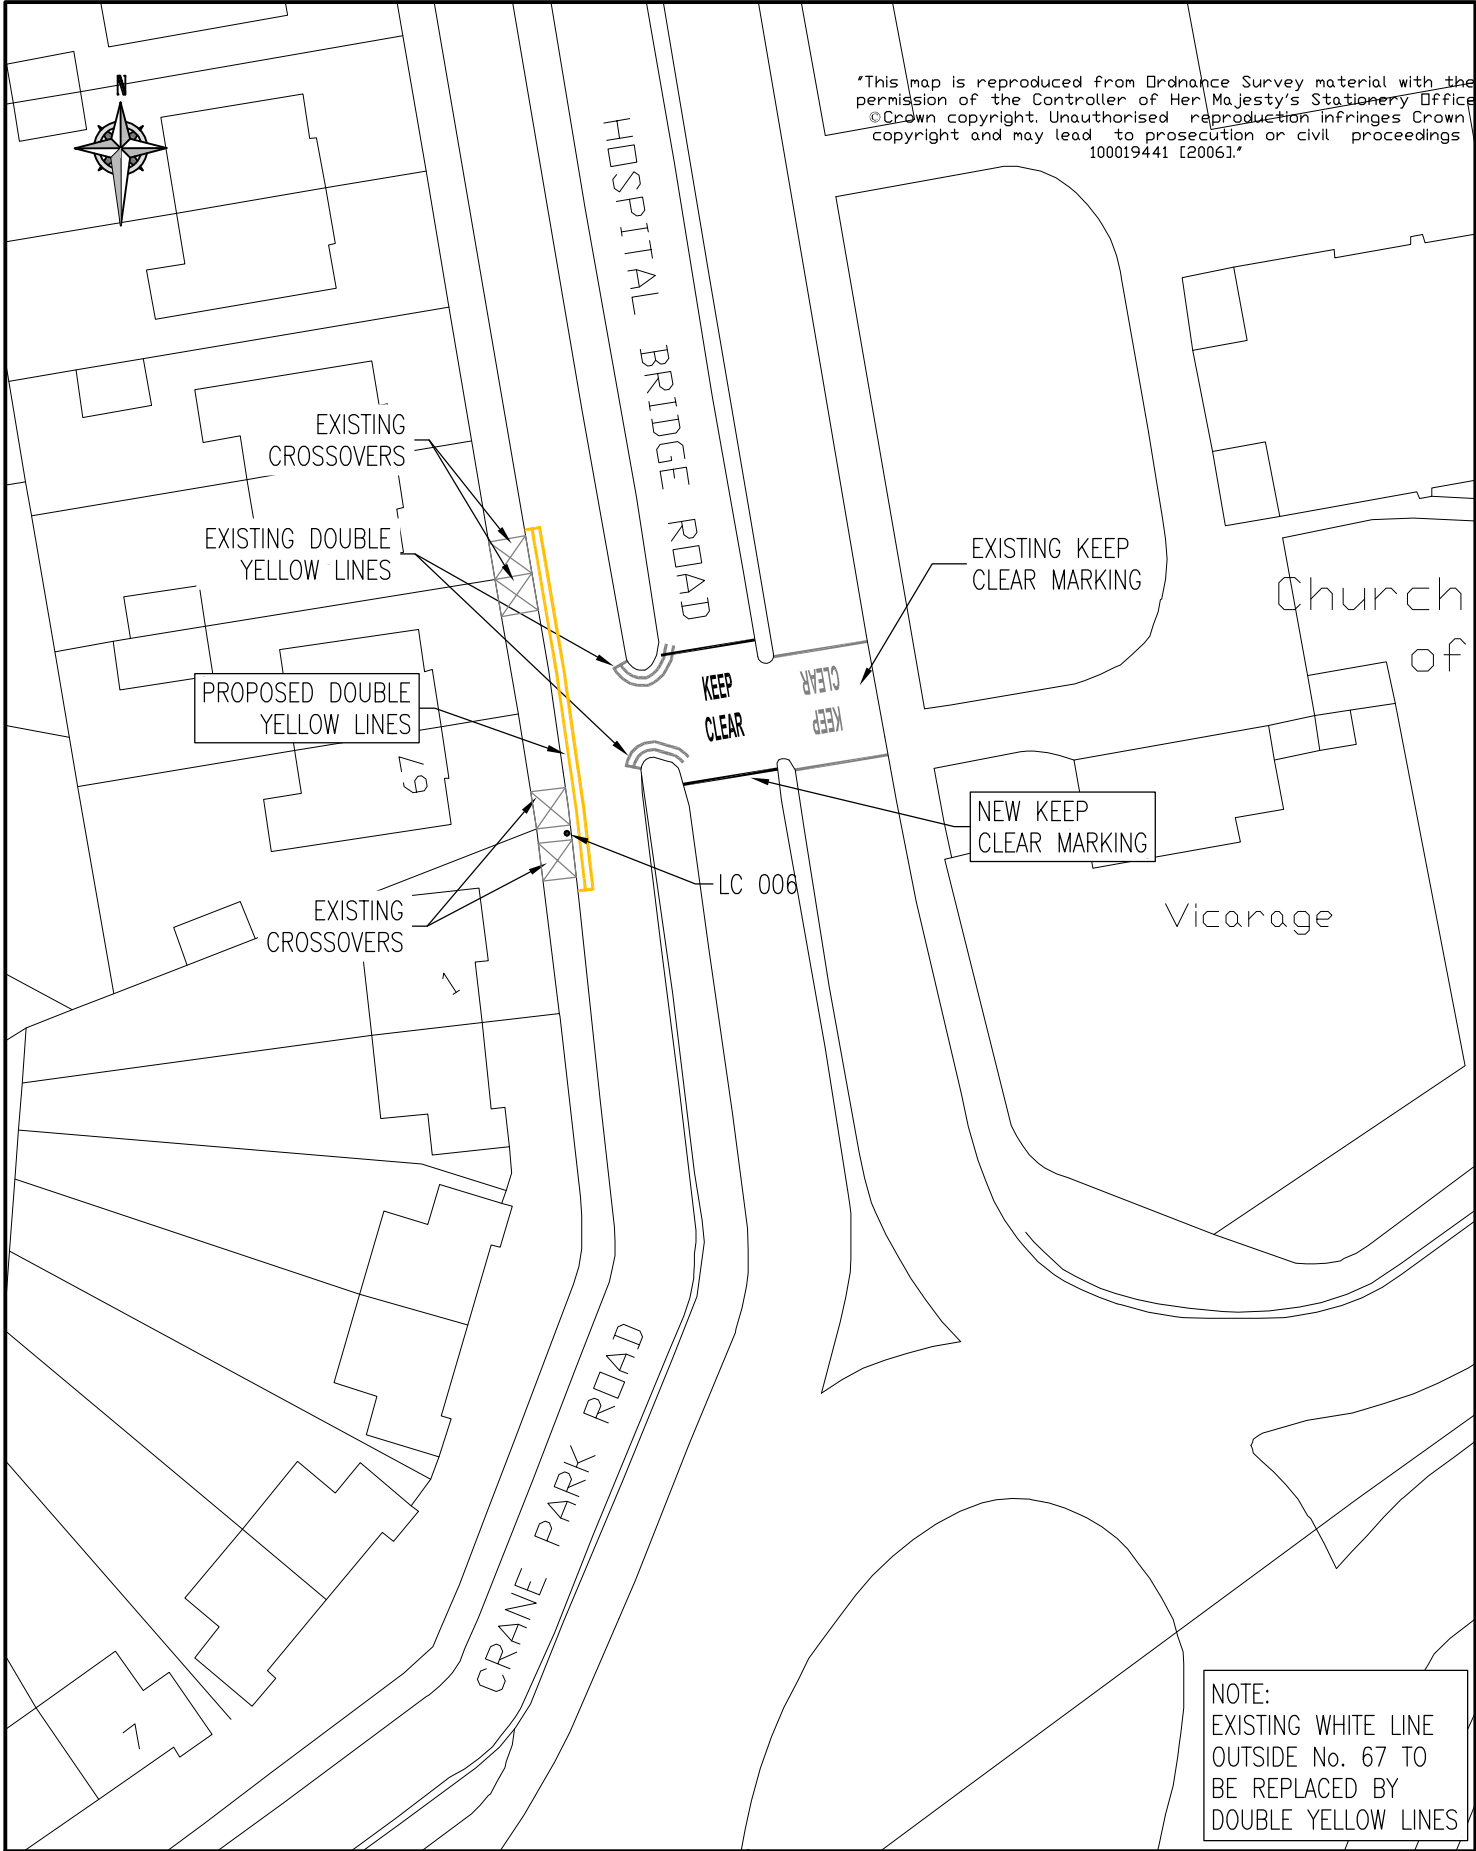 N
"This map is reproduced from Ordnance Survey material with the
permission of the Controller of Her Majesty's Stationery Office
©Crown copyright. Unauthorised reproduction infringes Crown
copyright and may lead to prosecution or civil proceedings
100019441 [2006]."
HOSPITAL BRIDGE ROAD
EXISTING
CROSSOVERS
EXISTING DOUBLE
YELLOW LINES
EXISTING KEEP
CLEAR MARKING
Church
of
PROPOSED DOUBLE
YELLOW LINES
KEEP
CLEAR
KEEP
CLEAR
67
NEW KEEP
CLEAR MARKING
LC 006
EXISTING
CROSSOVERS
Vicarage
1
CRANE PARK ROAD
7
NOTE:
EXISTING WHITE LINE
OUTSIDE No. 67 TO
BE REPLACED BY
DOUBLE YELLOW LINES